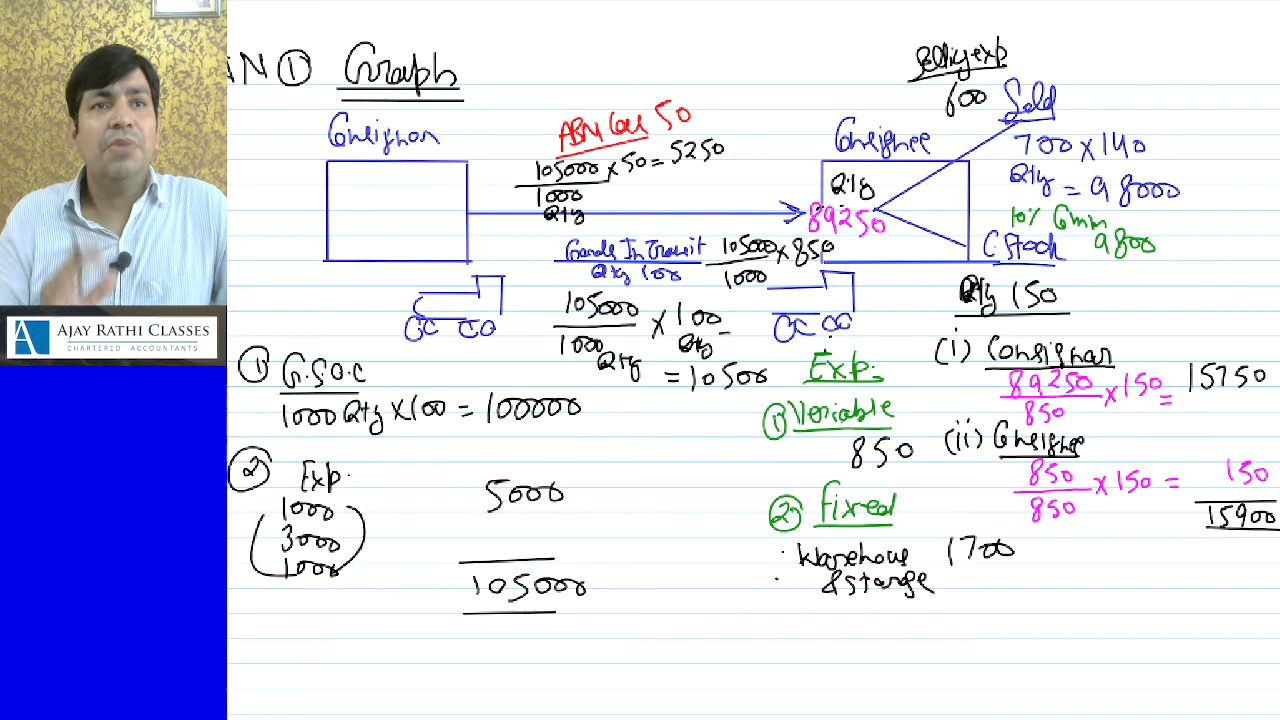 WN ① Graph
Consignor
ABN Loss 50
105000 × 50 = 5250
1000
Qty
Selling exp.
600
Sold
700 × 140
Qty = 98000
10% Comm
9800
Consignee
Qty
89250
C. Stock
Qty 150
Goods In Transit
Qty 100
105000 × 850
1000
105000 × 100
1000 Qty
Qty
= 10500
AJAY RATHI CLASSES
CHARTERED ACCOUNTANTS
① G.S.O.C
1000 Qty × 100 = 100000
② Exp.
1000
3000
1000
5000
105000
Exp.
① Variable
850
② Fixed
Warehouse 1700
& Storage
(i) Consignor
89250 × 150 = 15750
850
(ii) Consignee
850 × 150 = 150
850
15900